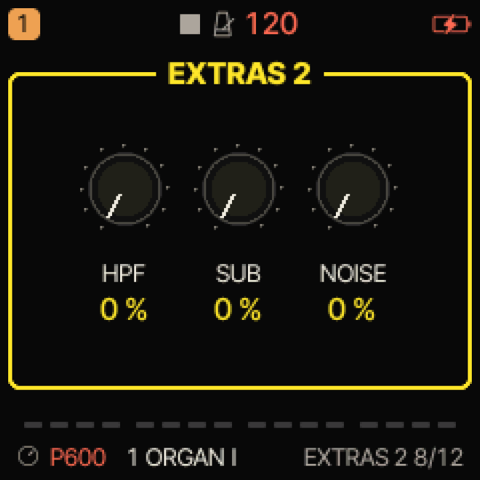 1 120
EXTRAS 2
HPF SUB NOISE
0 % 0 % 0 %
P600 1 ORGAN I EXTRAS 2 8/12